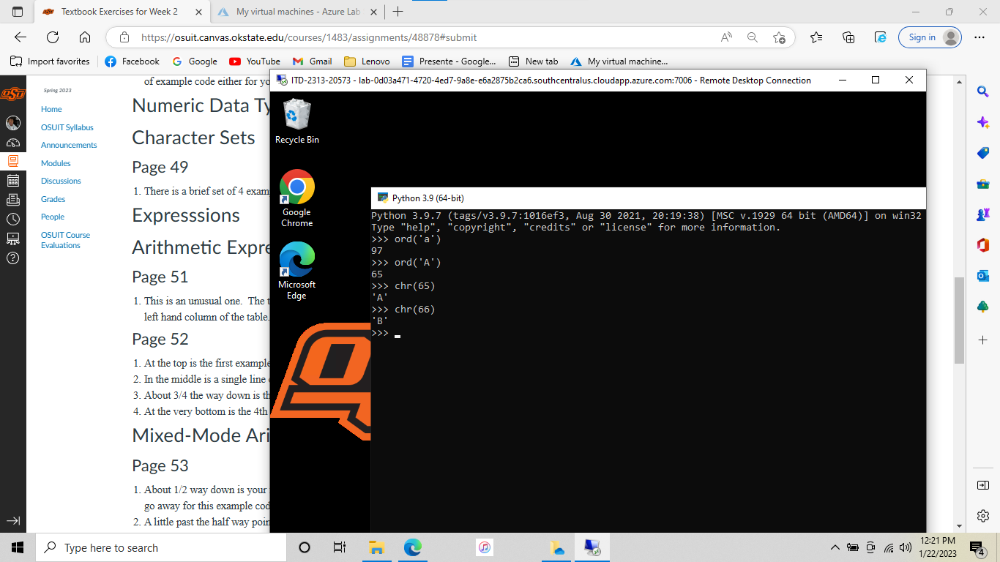 Textbook Exercises for Week 2
My virtual machines - Azure Lab
https://osuit.canvas.okstate.edu/courses/1483/assignments/48878#submit
Sign in
Import favorites
Facebook
Google
YouTube
Gmail
Lenovo
Presente - Google...
New tab
My virtual machine...
OSU
Spring 2023
Home
OSUIT Syllabus
Announcements
Modules
Discussions
Grades
People
OSUIT Course
Evaluations
of example code either for yo
Numeric Data Ty
Character Sets
Page 49
1. There is a brief set of 4 exam
Expresssions
Arithmetic Expre
Page 51
1. This is an unusual one. The t
left hand column of the table.
Page 52
1. At the top is the first example
2. In the middle is a single line
3. About 3/4 the way down is th
4. At the very bottom is the 4th
Mixed-Mode Ari
Page 53
1. About 1/2 way down is your
go away for this example cod
2. A little past the half way poin
ITD-2313-20573 - lab-0d03a471-4720-4ed7-9a8e-e6a2875b2ca6.southcentralus.cloudapp.azure.com:7006 - Remote Desktop Connection
Recycle Bin
Google
Chrome
Microsoft
Edge
Python 3.9 (64-bit)
Python 3.9.7 (tags/v3.9.7:1016ef3, Aug 30 2021, 20:19:38) [MSC v.1929 64 bit (AMD64)] on win32
Type "help", "copyright", "credits" or "license" for more information.
>>> ord('a')
97
>>> ord('A')
65
>>> chr(65)
'A'
>>> chr(66)
'B'
>>>
Type here to search
12:21 PM
1/22/2023
4